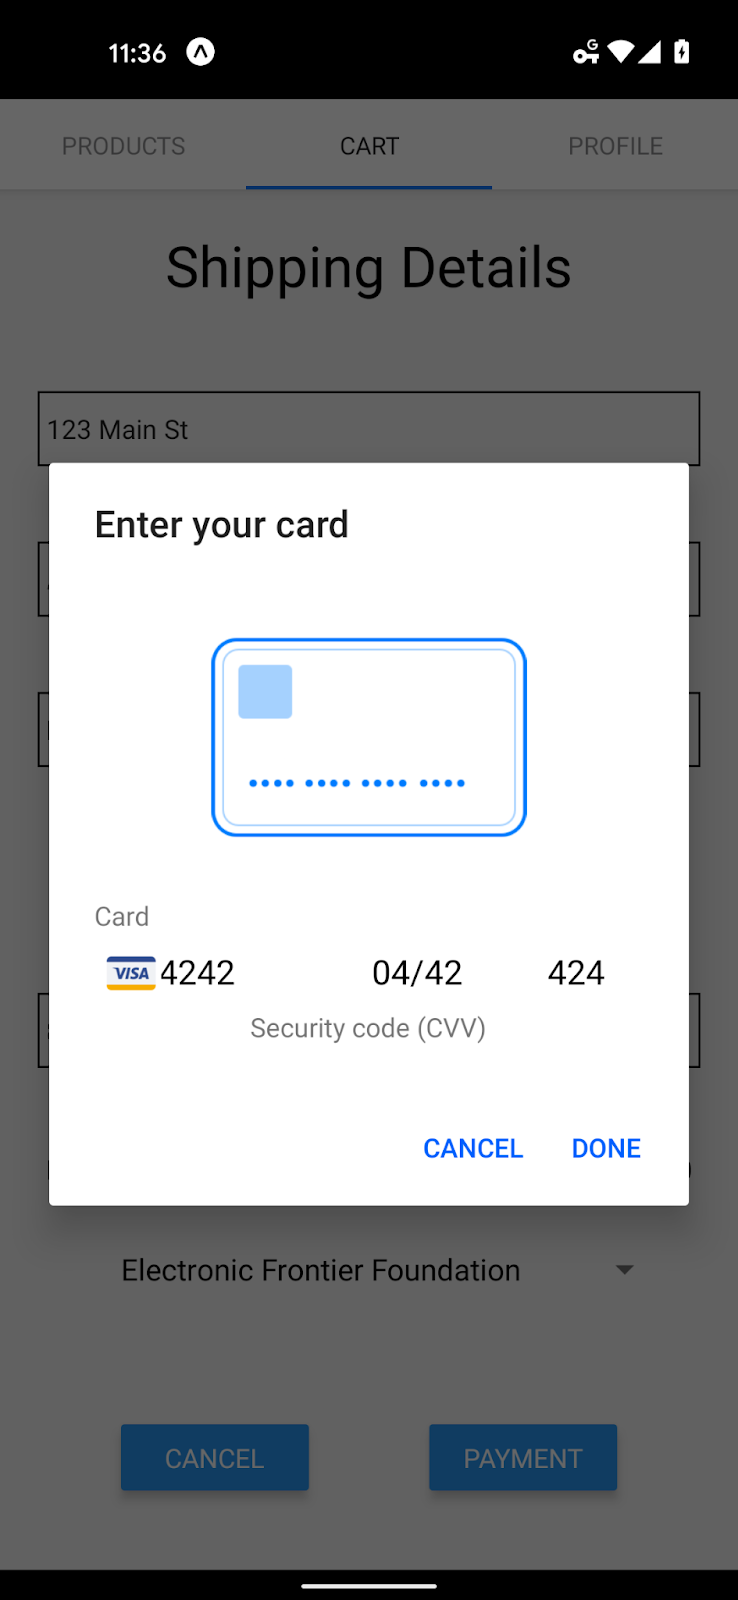 11:36
G
PRODUCTS CART PROFILE
Shipping Details
123 Main St
Enter your card
Card
VISA 4242 04/42 424
Security code (CVV)
CANCEL DONE
Electronic Frontier Foundation
CANCEL PAYMENT